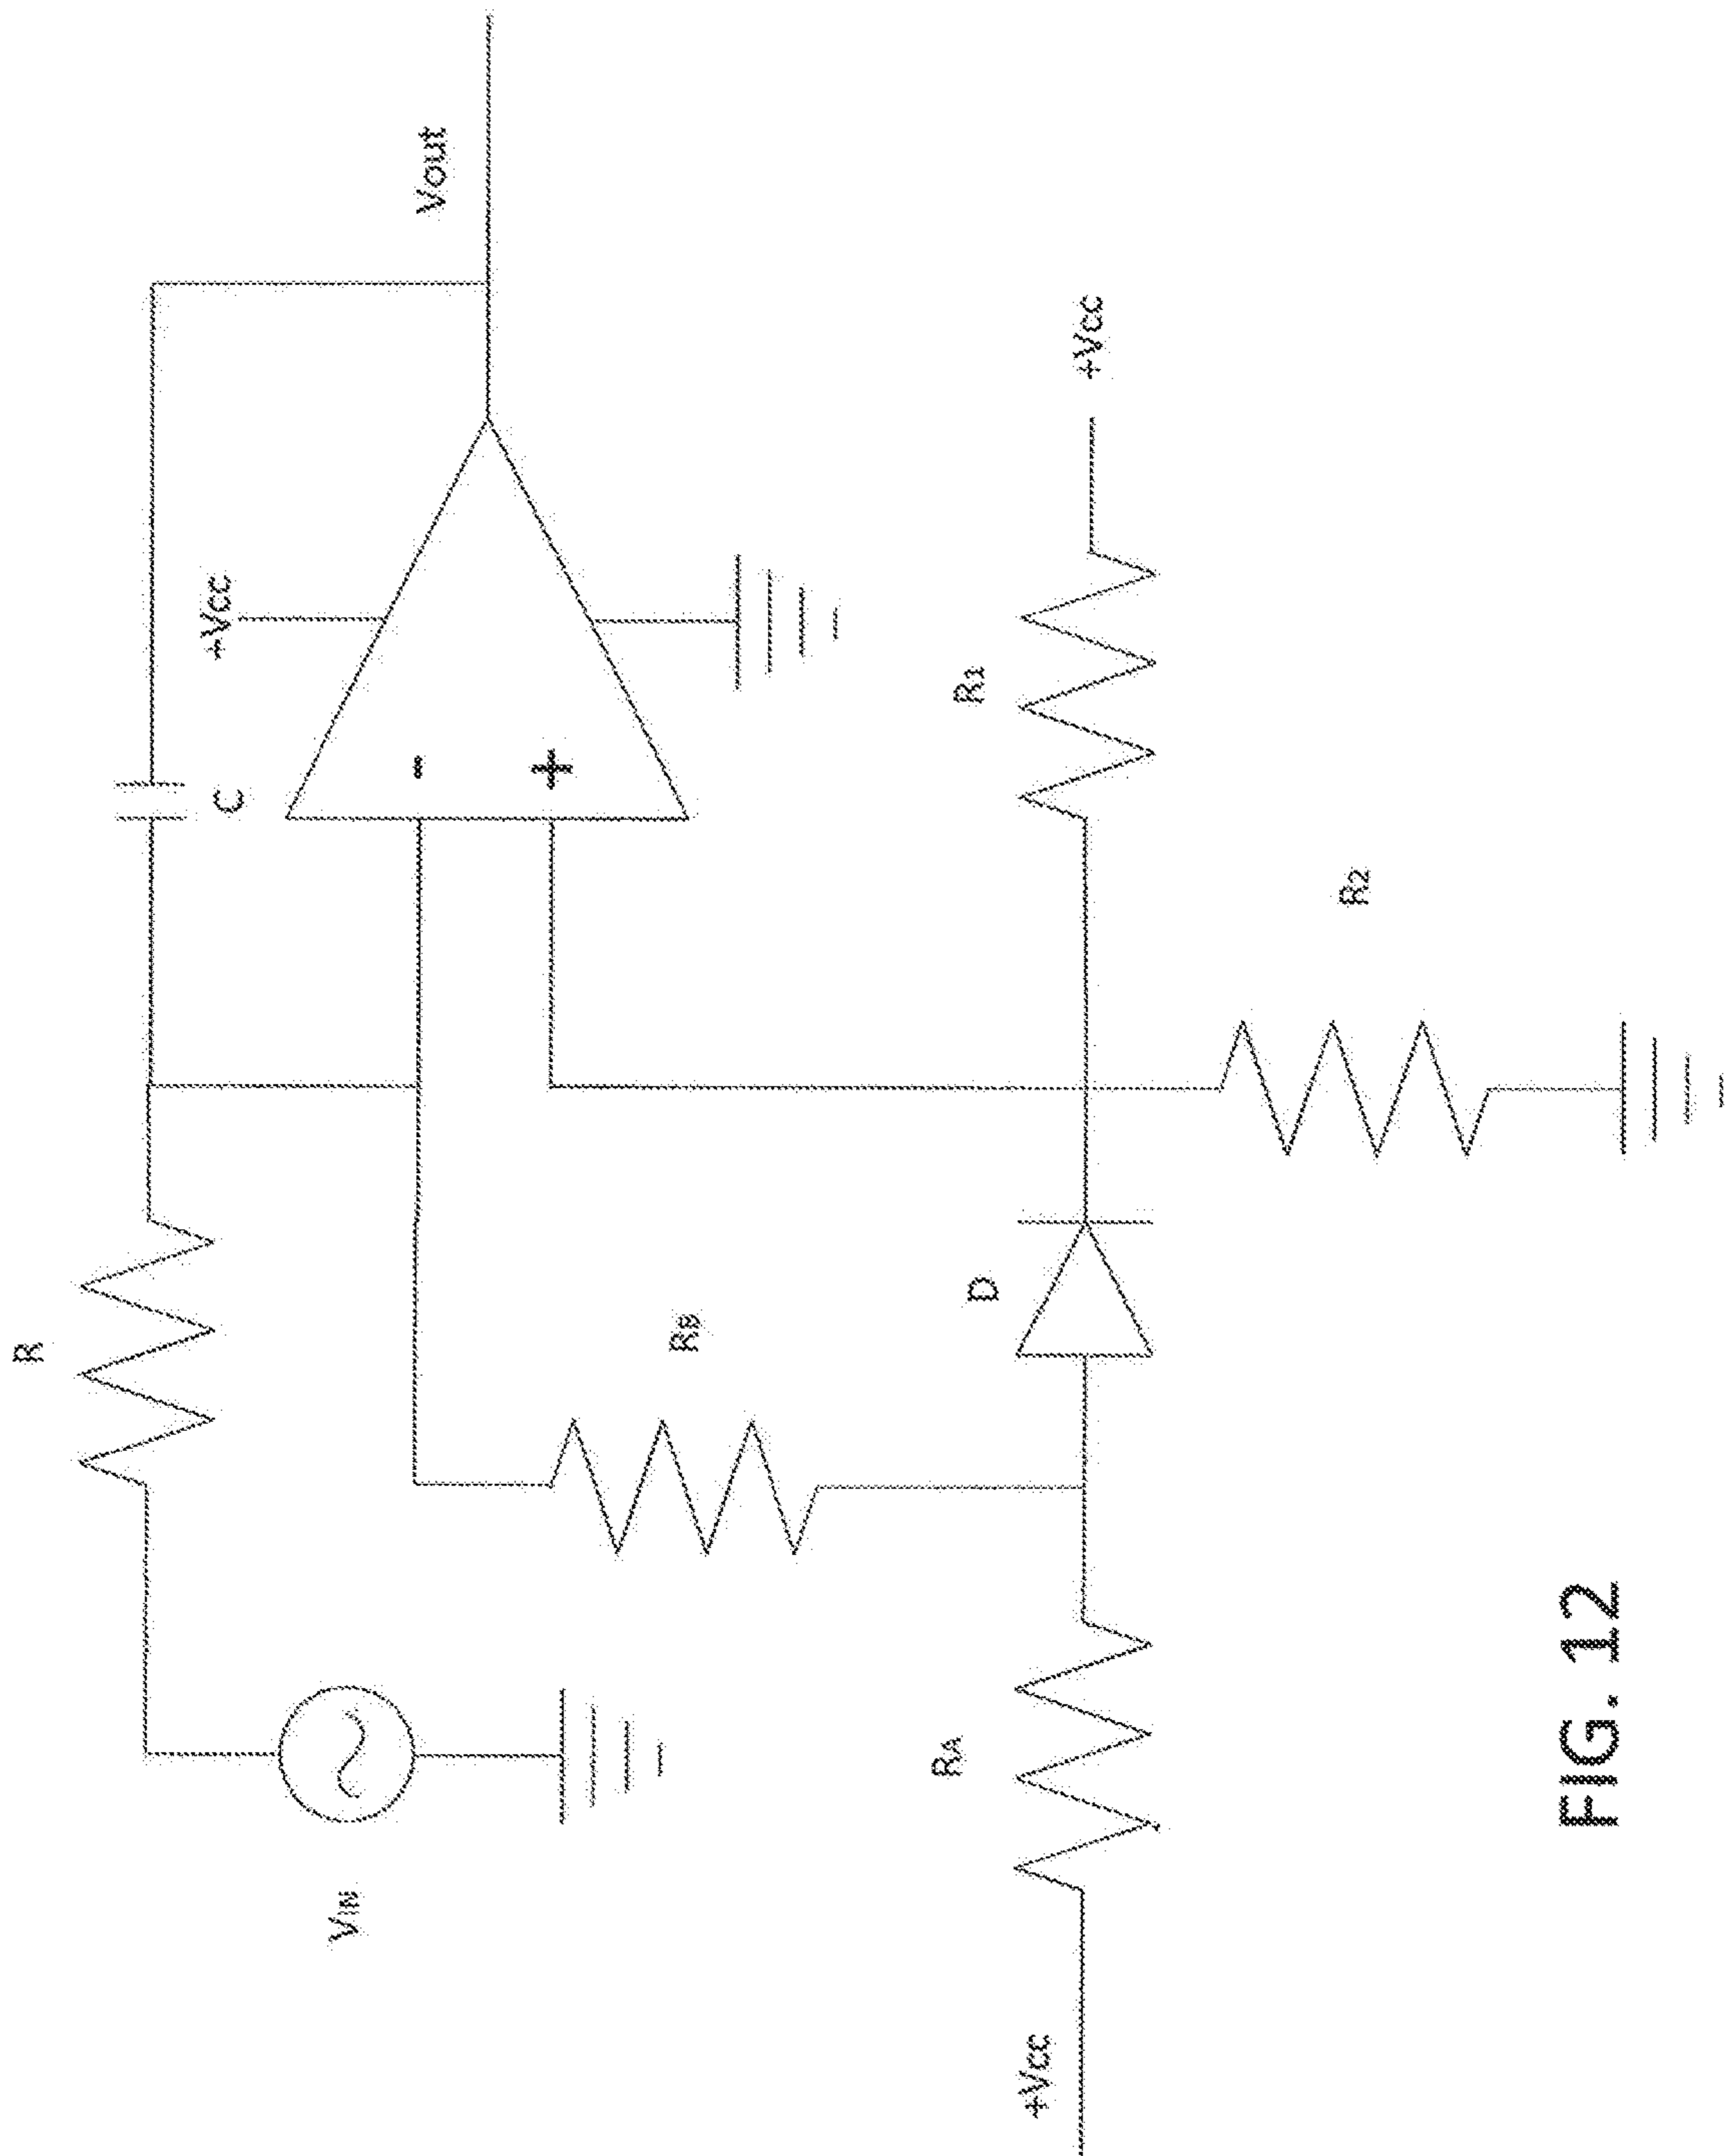 R
C
+Vcc
Vout
VIN
-
+
RB
RA
D
R1
+Vcc
+Vcc
R2
FIG. 12